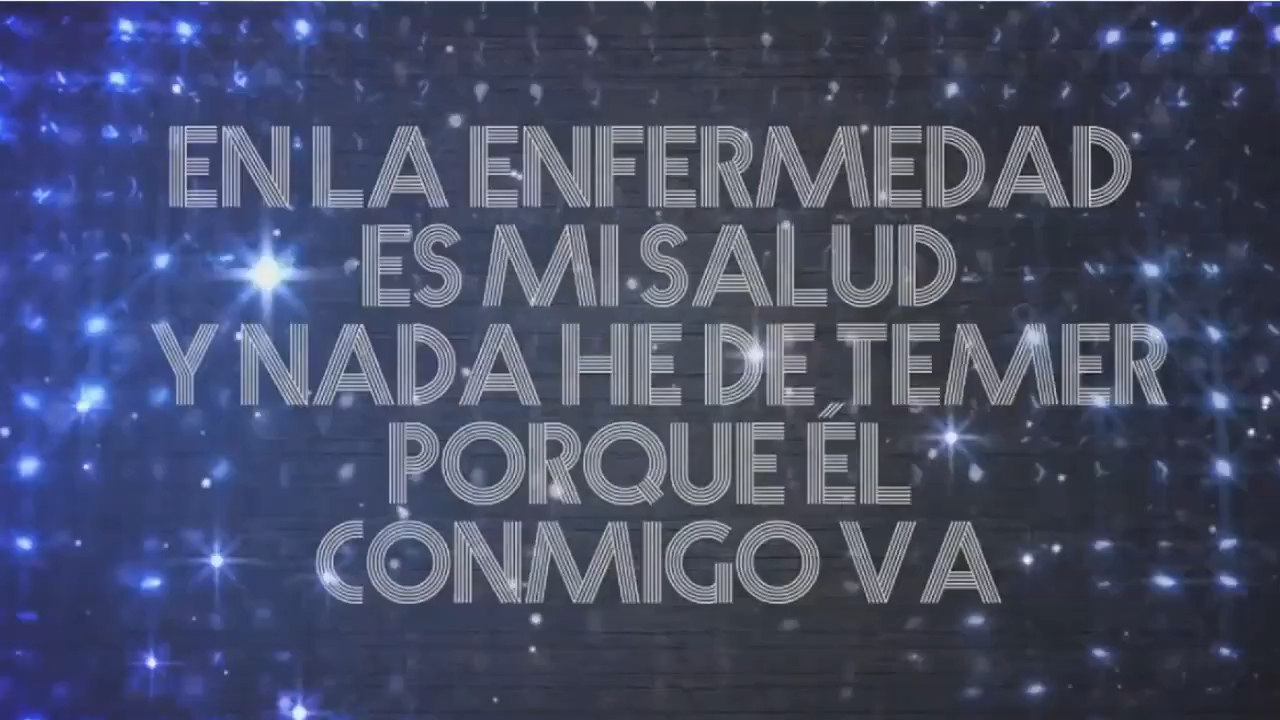 EN LA ENFERMEDAD
ES MI SALUD
Y NADA HE DE TEMER
PORQUE ÉL
CONMIGO VA